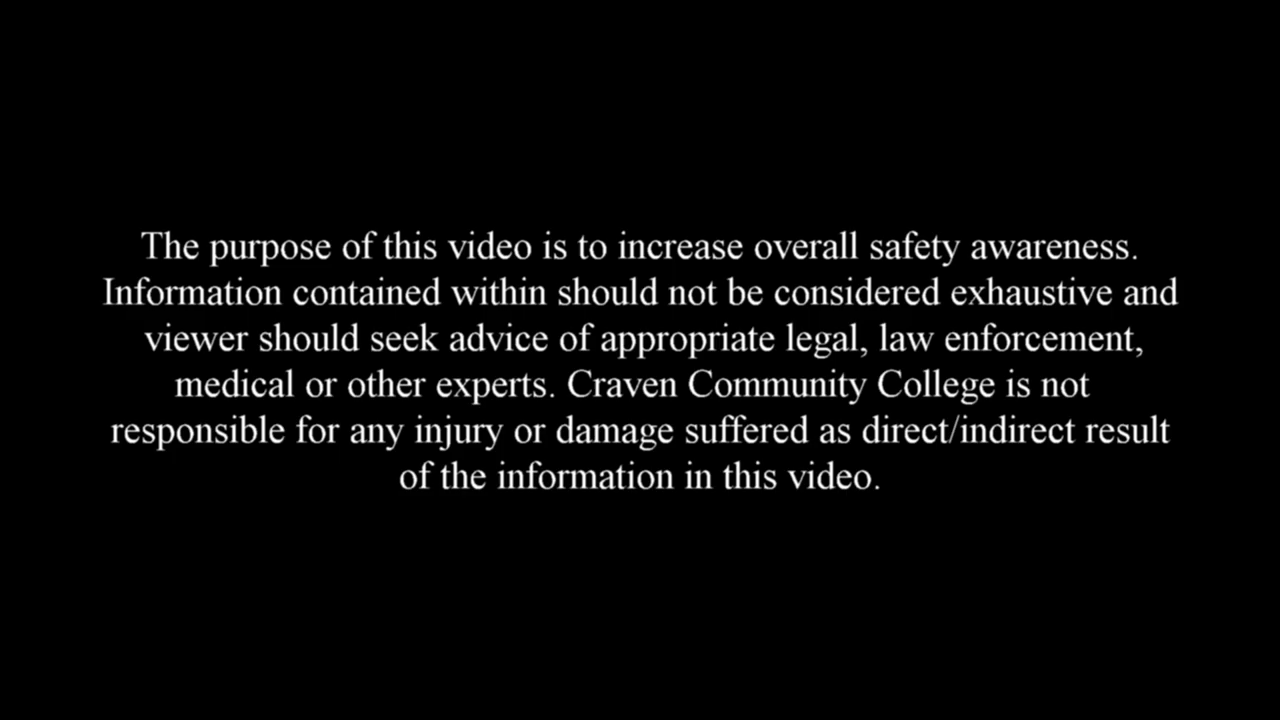 The purpose of this video is to increase overall safety awareness.
Information contained within should not be considered exhaustive and
viewer should seek advice of appropriate legal, law enforcement,
medical or other experts. Craven Community College is not
responsible for any injury or damage suffered as direct/indirect result
of the information in this video.